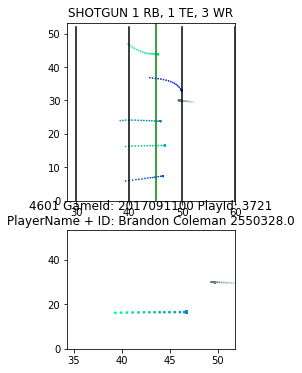 SHOTGUN 1 RB, 1 TE, 3 WR
50
40
30
20
10
0
30 40 50 60
4601 GameId: 2017091100 PlayId: 3721
PlayerName + ID: Brandon Coleman 2550328.0
40
20
0
35 40 45 50